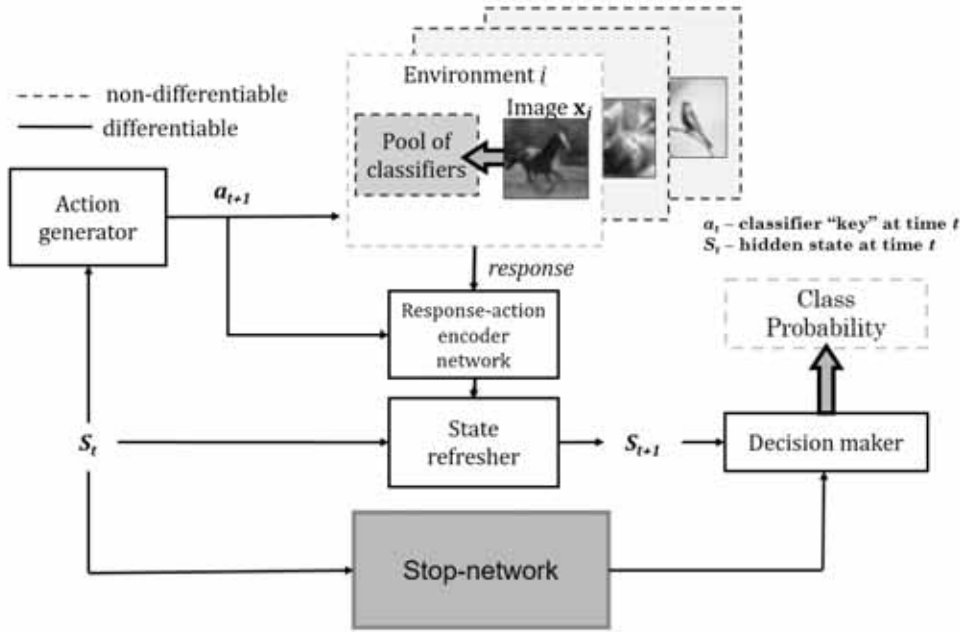 non-differentiable
differentiable
Environment i
Image x_i
Pool of
classifiers
Action
generator
a_{t+1}
a_t – classifier “key” at time t
S_t – hidden state at time t
response
Response-action
encoder
network
Class
Probability
S_t
State
refresher
S_{t+1}
Decision maker
Stop-network